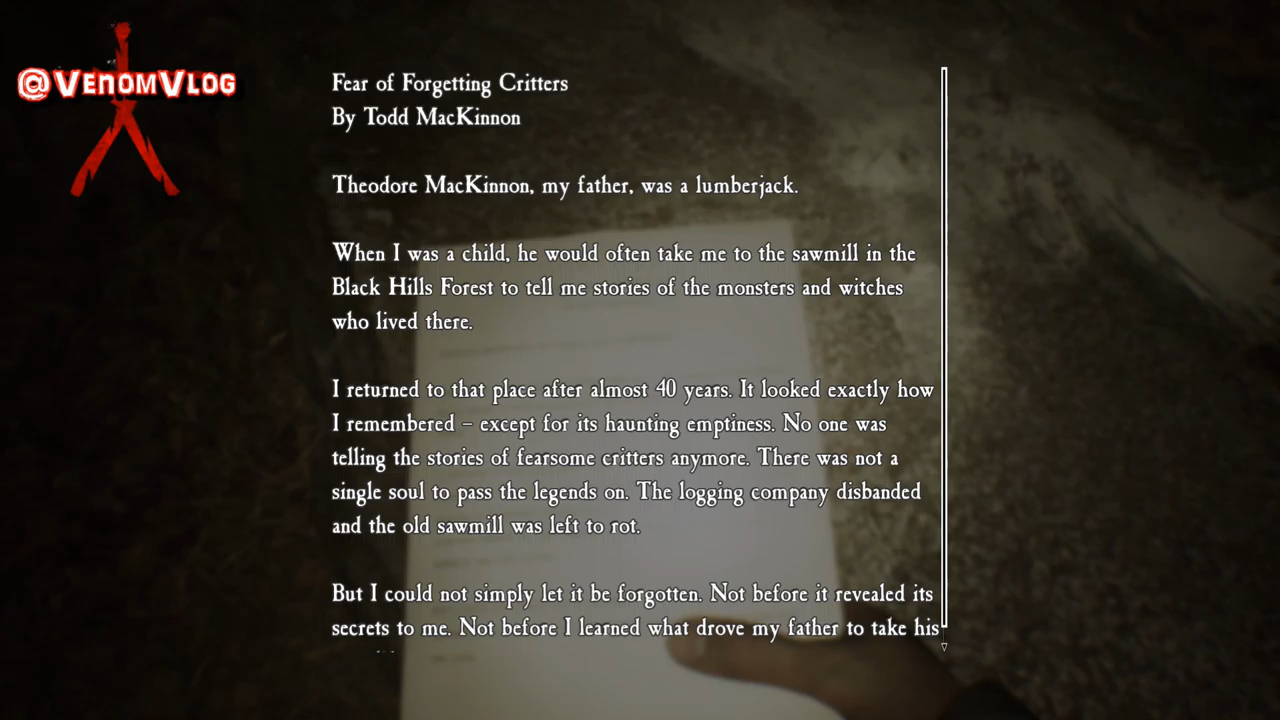 @VenomVlog
Fear of Forgetting Critters
By Todd MacKinnon
Theodore MacKinnon, my father, was a lumberjack.
When I was a child, he would often take me to the sawmill in the
Black Hills Forest to tell me stories of the monsters and witches
who lived there.
I returned to that place after almost 40 years. It looked exactly how
I remembered – except for its haunting emptiness. No one was
telling the stories of fearsome critters anymore. There was not a
single soul to pass the legends on. The logging company disbanded
and the old sawmill was left to rot.
But I could not simply let it be forgotten. Not before it revealed its
secrets to me. Not before I learned what drove my father to take his